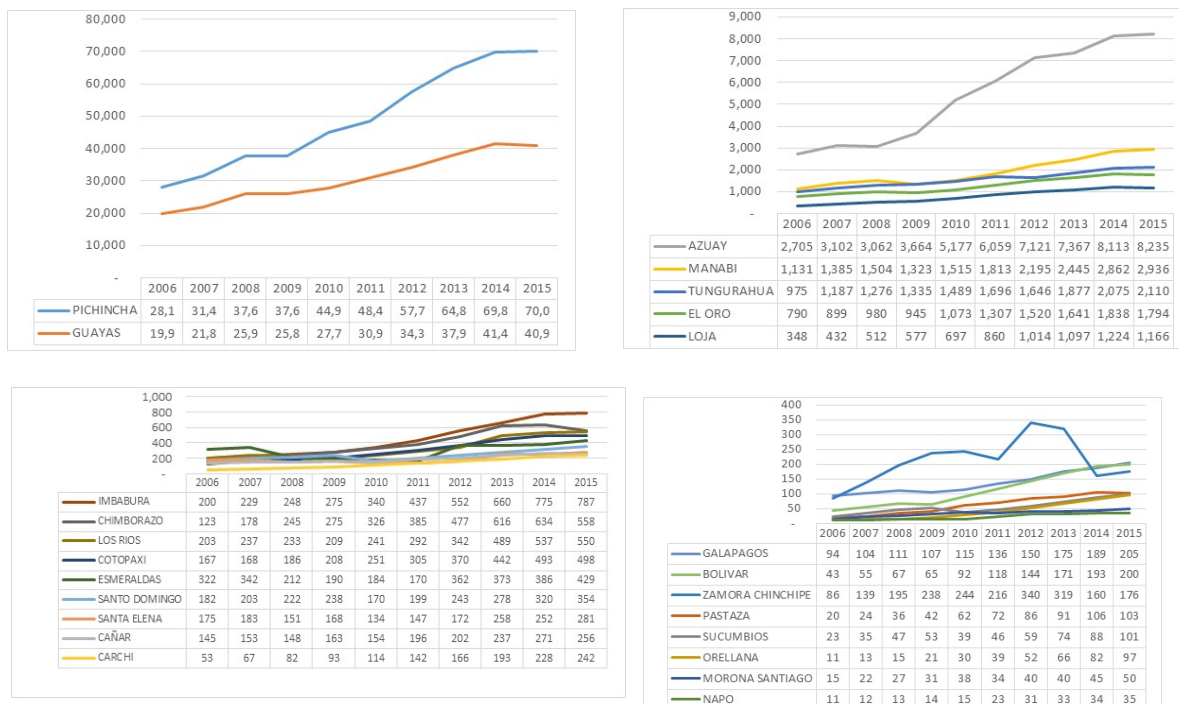 80,000
70,000
60,000
50,000
40,000
30,000
20,000
10,000
-
2006 2007 2008 2009 2010 2011 2012 2013 2014 2015
PICHINCHA 28,1 31,4 37,6 37,6 44,9 48,4 57,7 64,8 69,8 70,0
GUAYAS 19,9 21,8 25,9 25,8 27,7 30,9 34,3 37,9 41,4 40,9
9,000
8,000
7,000
6,000
5,000
4,000
3,000
2,000
1,000
-
2006 2007 2008 2009 2010 2011 2012 2013 2014 2015
AZUAY 2,705 3,102 3,062 3,664 5,177 6,059 7,121 7,367 8,113 8,235
MANABI 1,131 1,385 1,504 1,323 1,515 1,813 2,195 2,445 2,862 2,936
TUNGURAHUA 975 1,187 1,276 1,335 1,489 1,696 1,646 1,877 2,075 2,110
EL ORO 790 899 980 945 1,073 1,307 1,520 1,641 1,838 1,794
LOJA 348 432 512 577 697 860 1,014 1,097 1,224 1,166
1,000
800
600
400
200
-
2006 2007 2008 2009 2010 2011 2012 2013 2014 2015
IMBABURA 200 229 248 275 340 437 552 660 775 787
CHIMBORAZO 123 178 245 275 326 385 477 616 634 558
LOS RIOS 203 237 233 209 241 292 342 489 537 550
COTOPAXI 167 168 186 208 251 305 370 442 493 498
ESMERALDAS 322 342 212 190 184 170 362 373 386 429
SANTO DOMINGO 182 203 222 238 170 199 243 278 320 354
SANTA ELENA 175 183 151 168 134 147 172 258 252 281
CAÑAR 145 153 148 163 154 196 202 237 271 256
CARCHI 53 67 82 93 114 142 166 193 228 242
400
350
300
250
200
150
100
50
-
2006 2007 2008 2009 2010 2011 2012 2013 2014 2015
GALAPAGOS 94 104 111 107 115 136 150 175 189 205
BOLIVAR 43 55 67 65 92 118 144 171 193 200
ZAMORA CHINCHIPE 86 139 195 238 244 216 340 319 160 176
PASTAZA 20 24 36 42 62 72 86 91 106 103
SUCUMBIOS 23 35 47 53 39 46 59 74 88 101
ORELLANA 11 13 15 21 30 39 52 66 82 97
MORONA SANTIAGO 15 22 27 31 38 34 40 40 45 50
NAPO 11 12 13 14 15 23 31 33 34 35